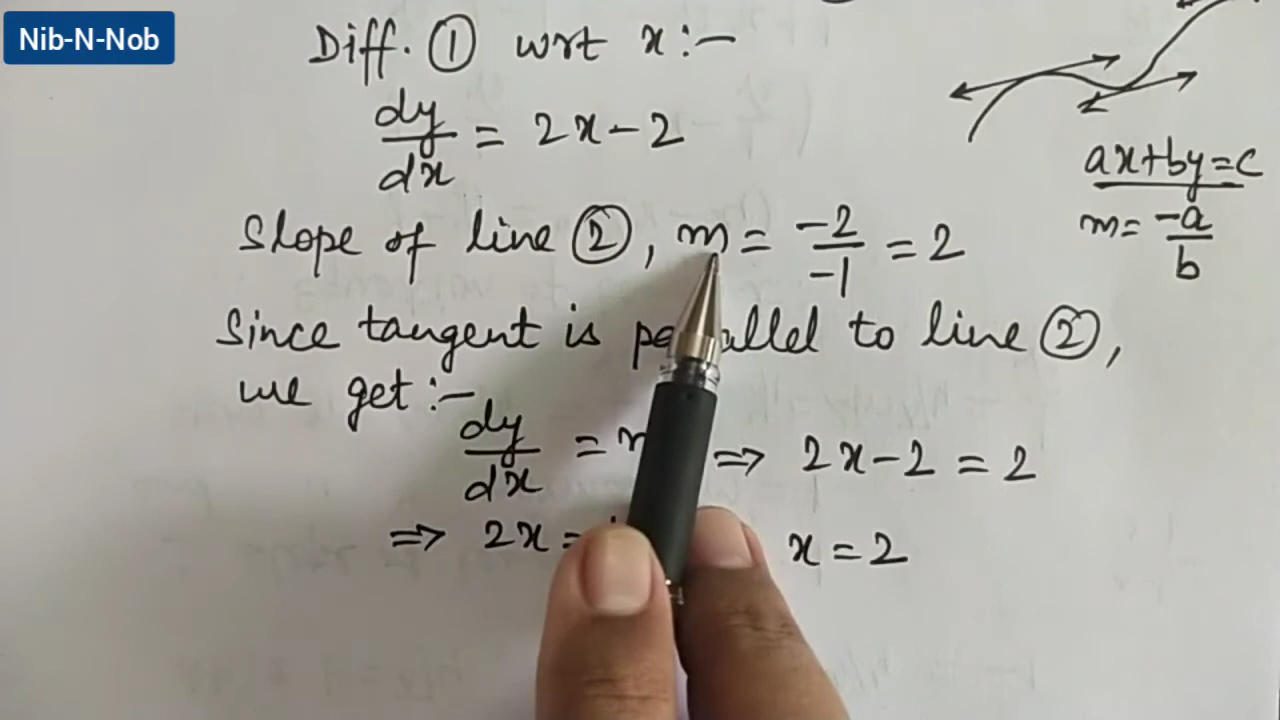 Nib-N-Nob
Diff. ① wrt x:-
dy/dx = 2x-2
ax+by=c
m= -a/b
Slope of line ②, m= -2/-1 = 2
Since tangent is parallel to line ②,
we get:-
dy/dx = ⇒ 2x-2 = 2
⇒ 2x = x = 2